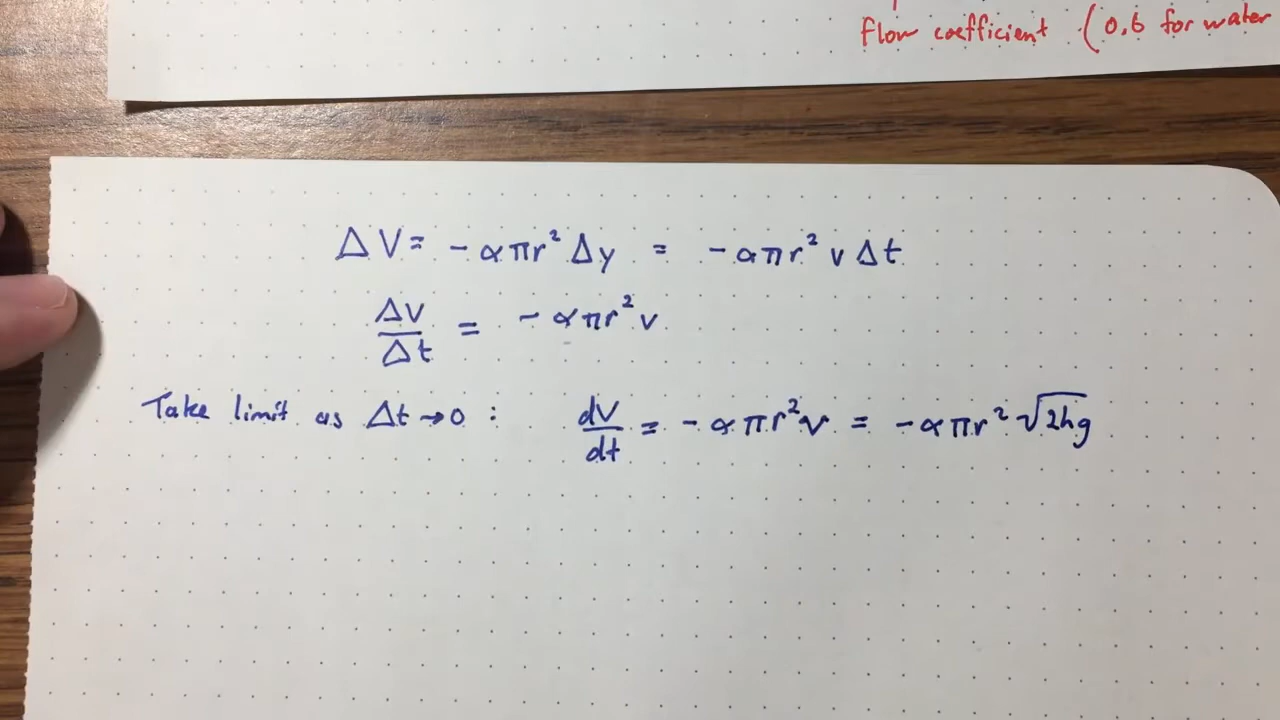 Flow coefficient (0.6 for water
ΔV = -απr² Δy = -απr² v Δt
ΔV/Δt = -απr² v
Take limit as Δt→0 : dV/dt = -απr²v = -απr² √2hg